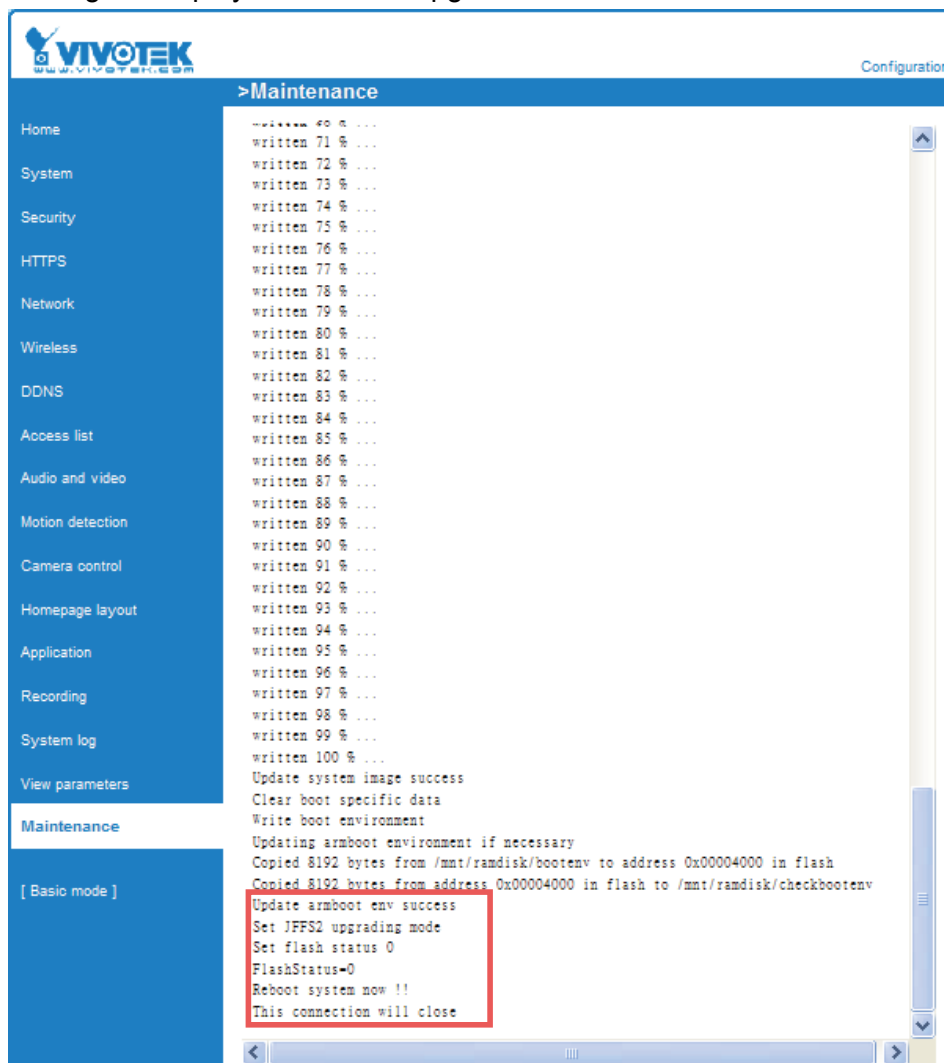 VIVOTEK
www.vivotek.com
Configuration
>Maintenance
Home
System
Security
HTTPS
Network
Wireless
DDNS
Access list
Audio and video
Motion detection
Camera control
Homepage layout
Application
Recording
System log
View parameters
Maintenance
[ Basic mode ]
written 71 % ...
written 72 % ...
written 73 % ...
written 74 % ...
written 75 % ...
written 76 % ...
written 77 % ...
written 78 % ...
written 79 % ...
written 80 % ...
written 81 % ...
written 82 % ...
written 83 % ...
written 84 % ...
written 85 % ...
written 86 % ...
written 87 % ...
written 88 % ...
written 89 % ...
written 90 % ...
written 91 % ...
written 92 % ...
written 93 % ...
written 94 % ...
written 95 % ...
written 96 % ...
written 97 % ...
written 98 % ...
written 99 % ...
written 100 % ...
Update system image success
Clear boot specific data
Write boot environment
Updating armboot environment if necessary
Copied 8192 bytes from /mnt/ramdisk/bootenv to address 0x00004000 in flash
Copied 8192 bytes from address 0x00004000 in flash to /mnt/ramdisk/checkbootenv
Update armboot env success
Set JFFS2 upgrading mode
Set flash status 0
FlashStatus=0
Reboot system now !!
This connection will close